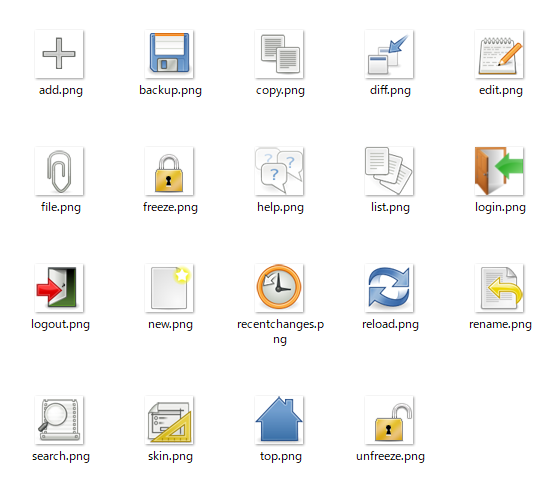 add.png
backup.png
copy.png
diff.png
edit.png
file.png
freeze.png
help.png
list.png
login.png
logout.png
new.png
recentchanges.p
ng
reload.png
rename.png
search.png
skin.png
top.png
unfreeze.png